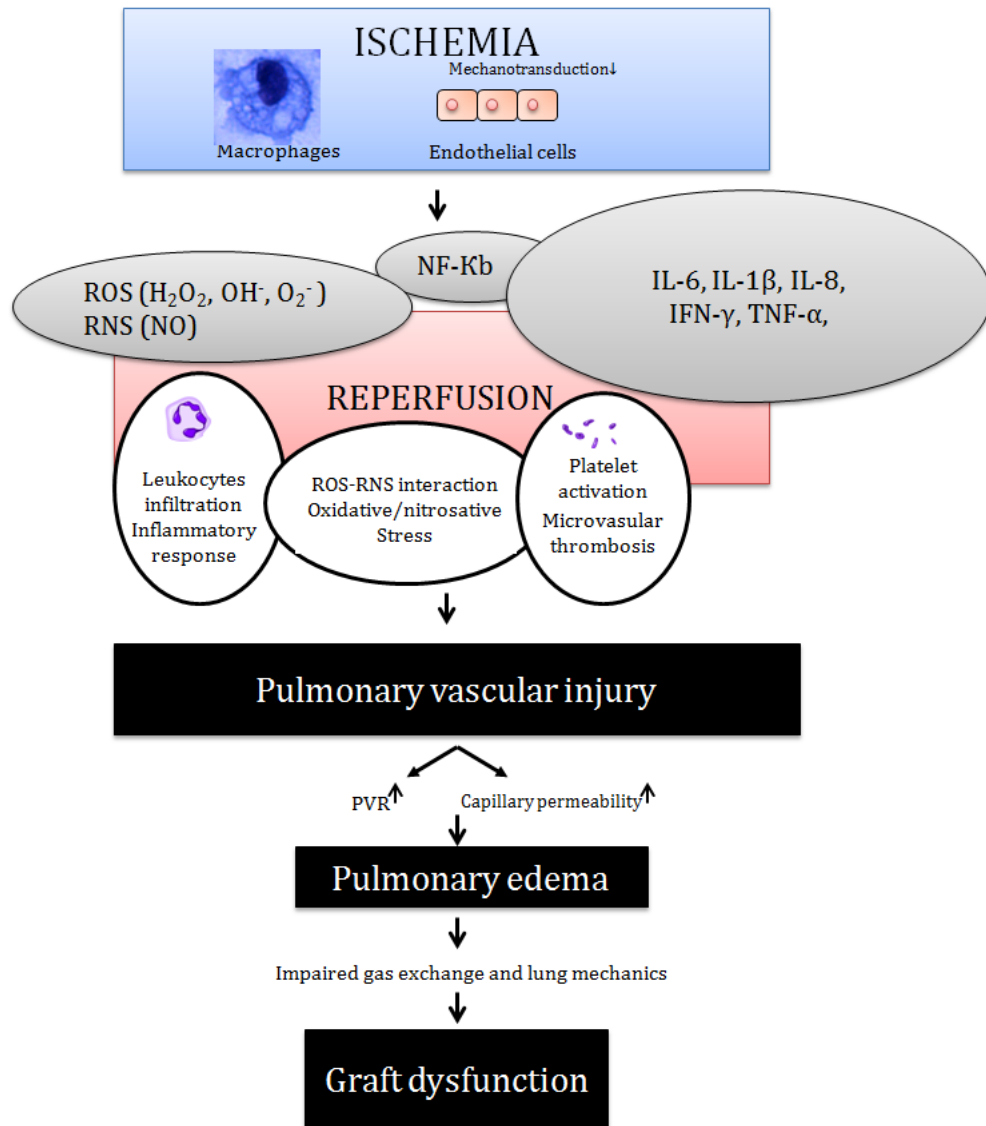 ISCHEMIA
Mechanotransduction↓
Macrophages
Endothelial cells
NF-Kb
ROS (H₂O₂, OH⁻, O₂⁻ )
RNS (NO)
IL-6, IL-1β, IL-8,
IFN-γ, TNF-α,
REPERFUSION
Leukocytes
infiltration
Inflammatory
response
ROS-RNS interaction
Oxidative/nitrosative
Stress
Platelet
activation
Microvasular
thrombosis
Pulmonary vascular injury
PVR↑
Capillary permeability↑
Pulmonary edema
Impaired gas exchange and lung mechanics
Graft dysfunction